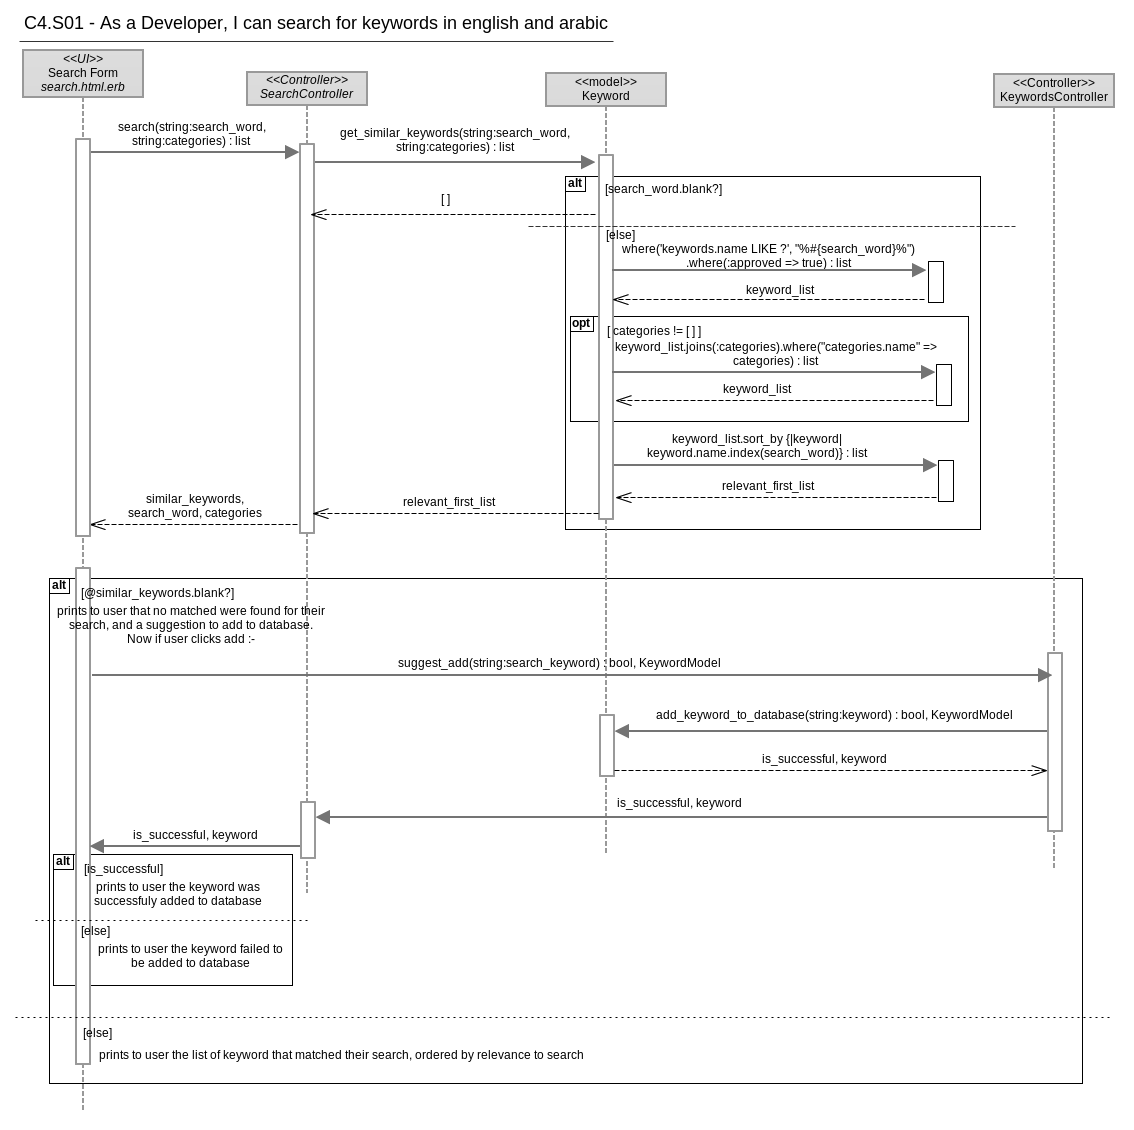 C4.S01 - As a Developer, I can search for keywords in english and arabic
<<UI>>
Search Form
search.html.erb
<<Controller>>
SearchController
<<model>>
Keyword
<<Controller>>
KeywordsController
search(string:search_word,
string:categories) : list
get_similar_keywords(string:search_word,
string:categories) : list
alt
[search_word.blank?]
[ ]
[else]
where('keywords.name LIKE ?', "%#{search_word}%")
.where(:approved => true) : list
keyword_list
opt
[ categories != [ ] ]
keyword_list.joins(:categories).where("categories.name" =>
categories) : list
keyword_list
keyword_list.sort_by {|keyword|
keyword.name.index(search_word)} : list
relevant_first_list
relevant_first_list
similar_keywords,
search_word, categories
alt
[@similar_keywords.blank?]
prints to user that no matched were found for their
search, and a suggestion to add to database.
Now if user clicks add :-
suggest_add(string:search_keyword) : bool, KeywordModel
add_keyword_to_database(string:keyword) : bool, KeywordModel
is_successful, keyword
is_successful, keyword
is_successful, keyword
alt
[is_successful]
prints to user the keyword was
successfuly added to database
[else]
prints to user the keyword failed to
be added to database
[else]
prints to user the list of keyword that matched their search, ordered by relevance to search